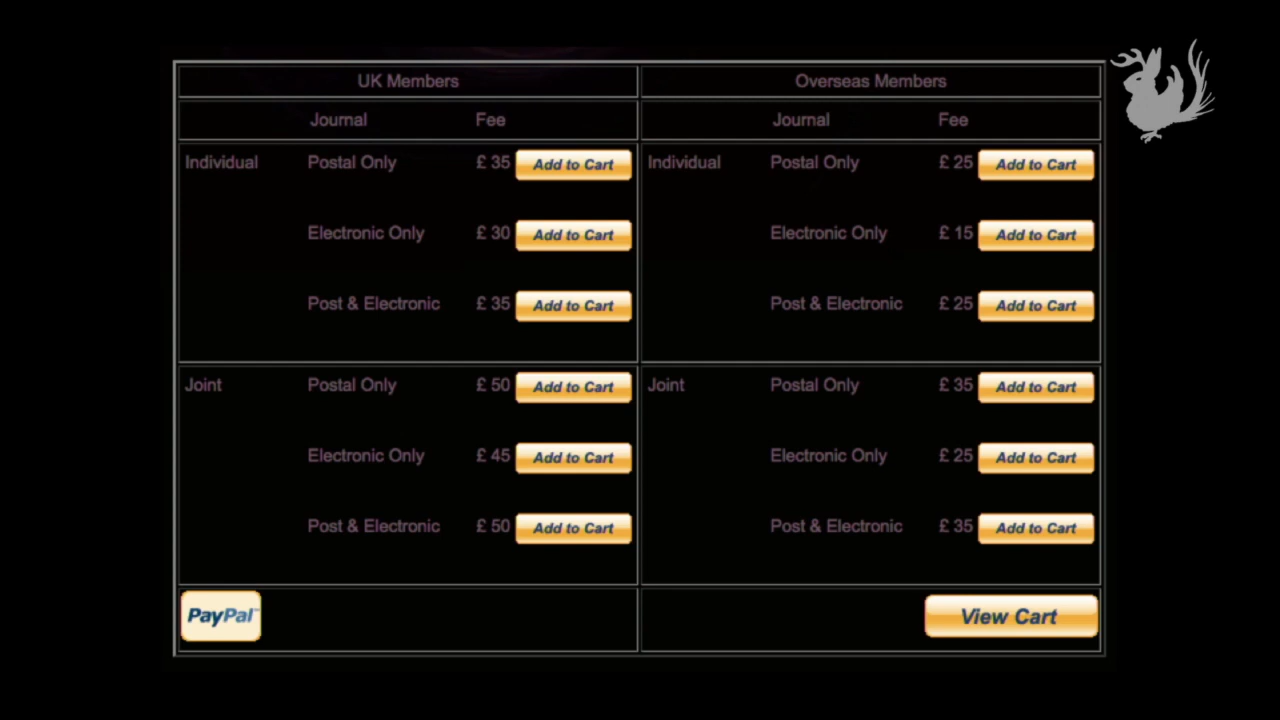 UK Members Overseas Members
Journal Fee Journal Fee
Individual Postal Only £ 35 Add to Cart Individual Postal Only £ 25 Add to Cart
Electronic Only £ 30 Add to Cart Electronic Only £ 15 Add to Cart
Post & Electronic £ 35 Add to Cart Post & Electronic £ 25 Add to Cart
Joint Postal Only £ 50 Add to Cart Joint Postal Only £ 35 Add to Cart
Electronic Only £ 45 Add to Cart Electronic Only £ 25 Add to Cart
Post & Electronic £ 50 Add to Cart Post & Electronic £ 35 Add to Cart
PayPal™ View Cart